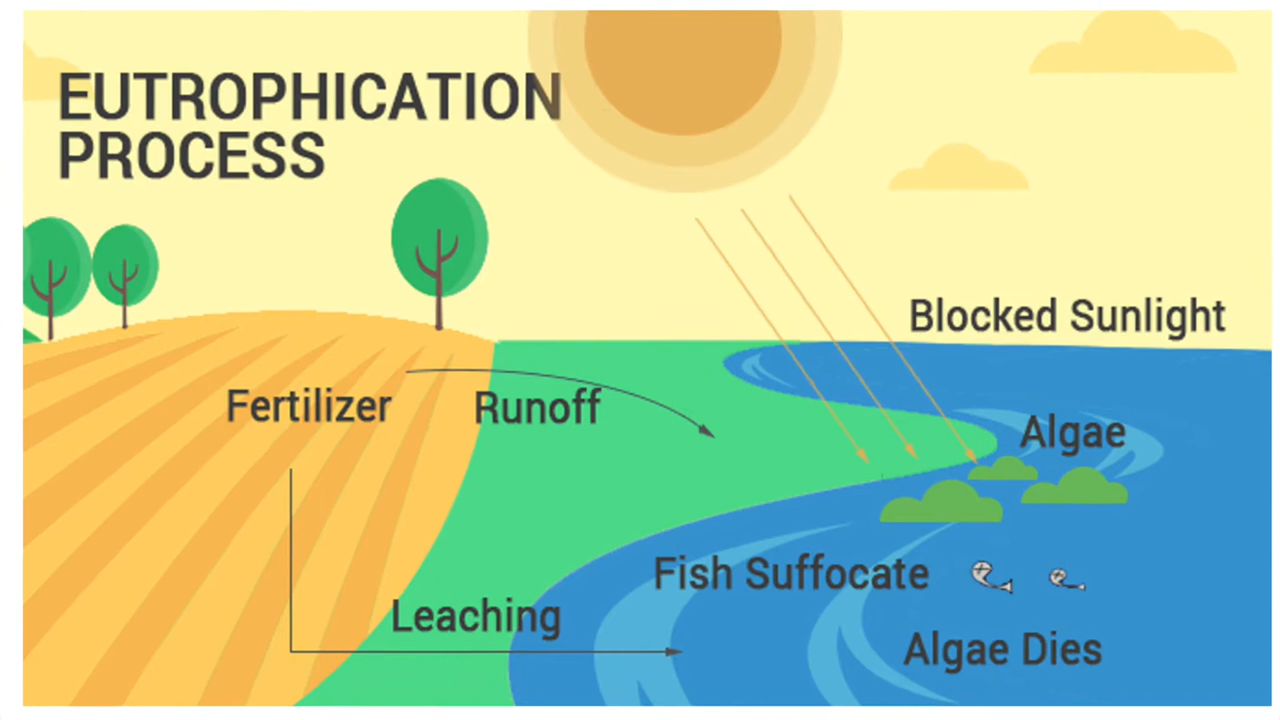 EUTROPHICATION
PROCESS
Blocked Sunlight
Fertilizer
Runoff
Algae
Fish Suffocate
Leaching
Algae Dies